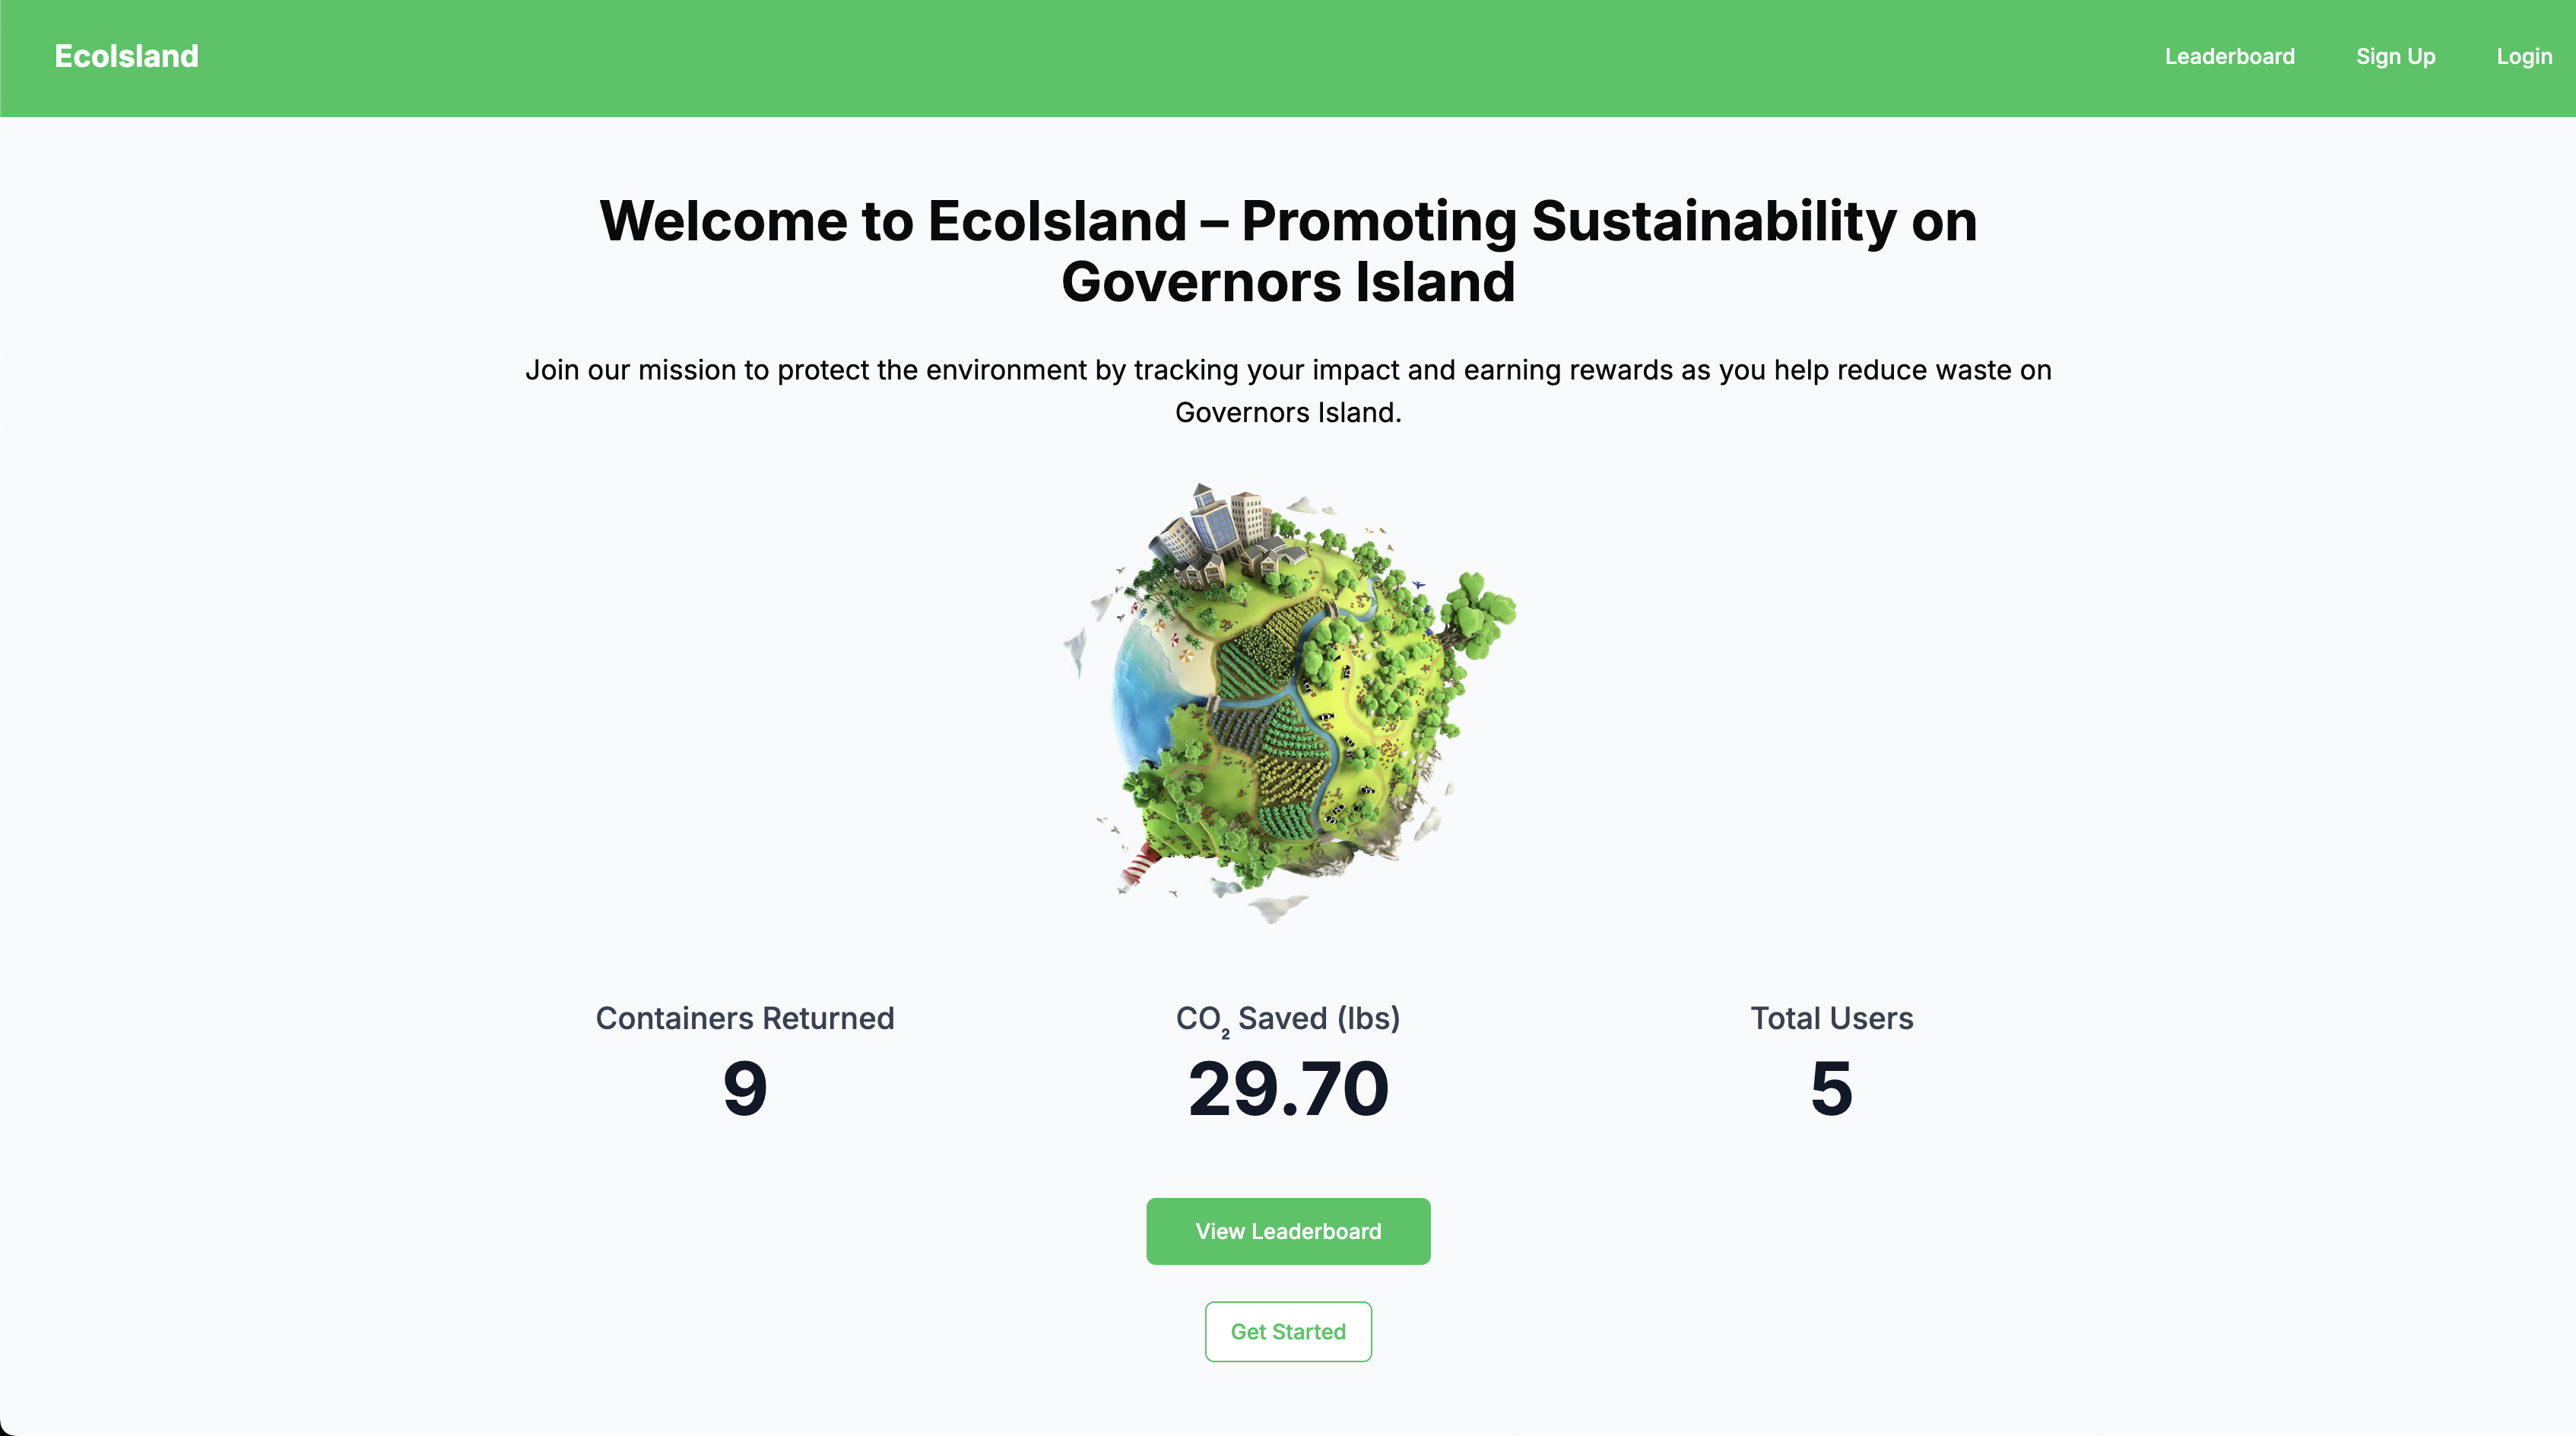 EcoIsland
Leaderboard
Sign Up
Login
Welcome to EcoIsland – Promoting Sustainability on
Governors Island
Join our mission to protect the environment by tracking your impact and earning rewards as you help reduce waste on
Governors Island.
Containers Returned
9
CO₂ Saved (lbs)
29.70
Total Users
5
View Leaderboard
Get Started